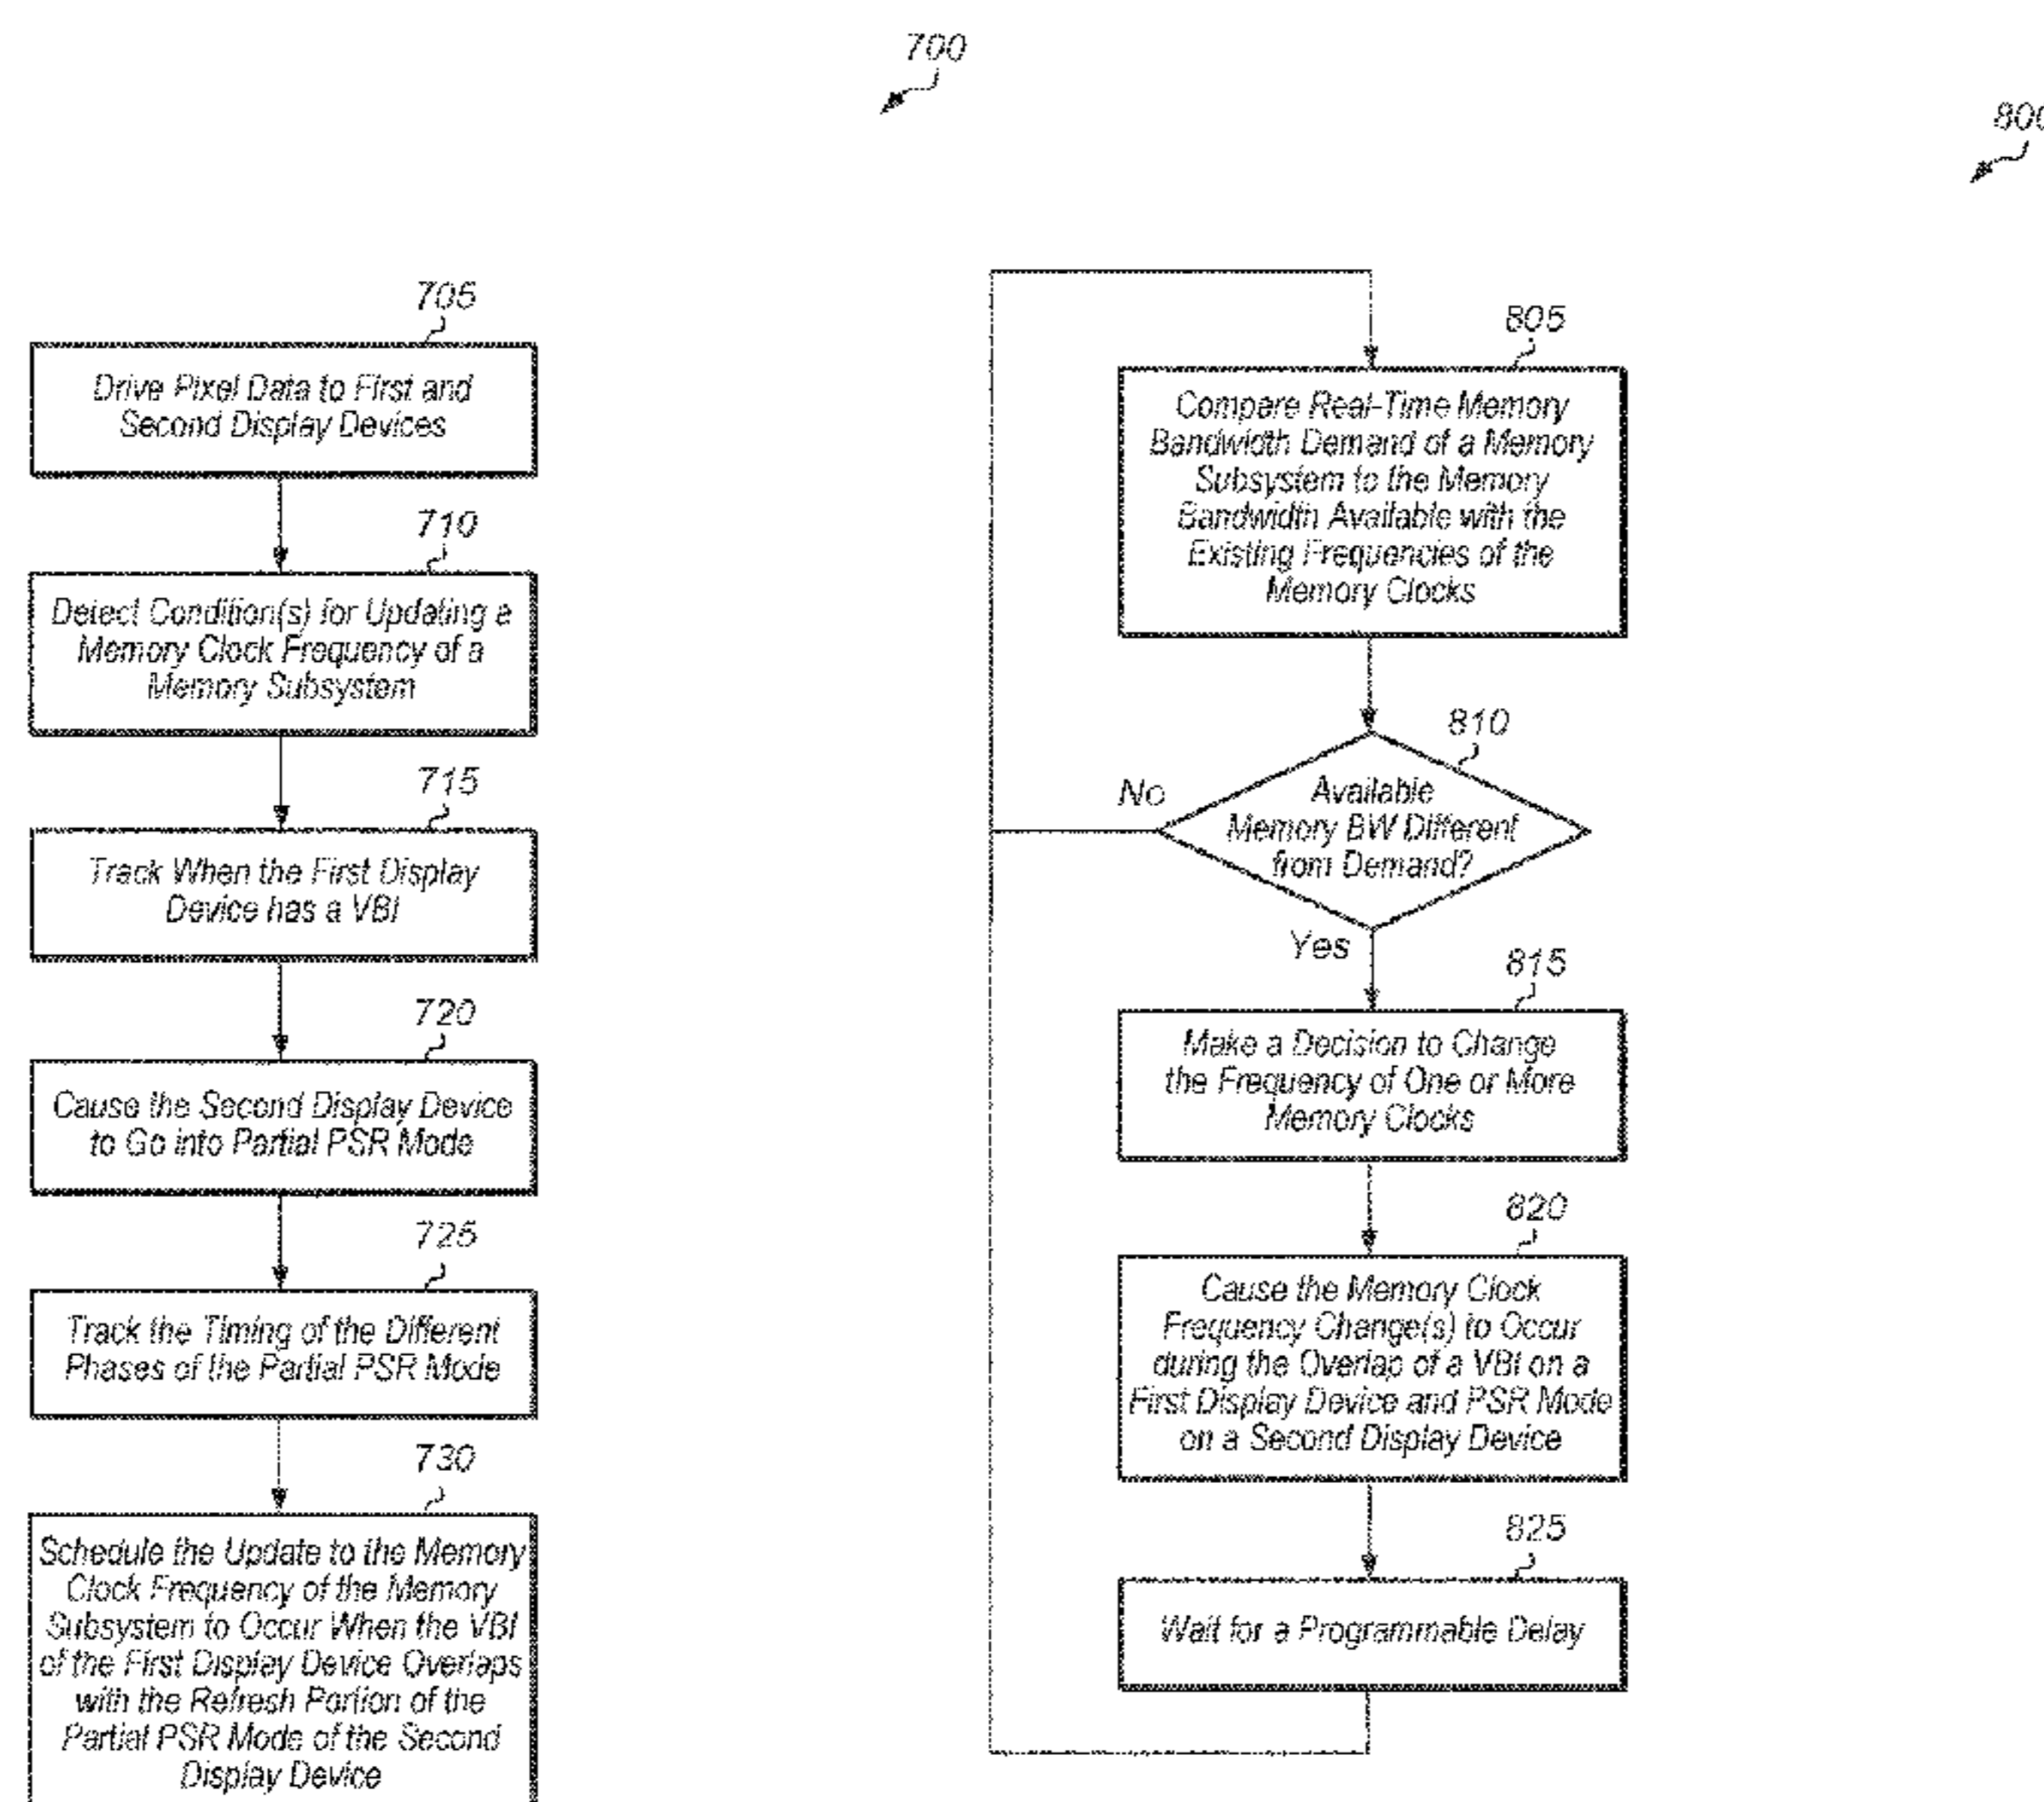 700
705
Drive Pixel Data to First and
Second Display Devices
710
Detect Condition(s) for Updating a
Memory Clock Frequency of a
Memory Subsystem
715
Track When the First Display
Device has a VBI
720
Cause the Second Display Device
to Go into Partial PSR Mode
725
Track the Timing of the Different
Phases of the Partial PSR Mode
730
Schedule the Update to the Memory
Clock Frequency of the Memory
Subsystem to Occur When the VBI
of the First Display Device Overlaps
with the Refresh Portion of the
Partial PSR Mode of the Second
Display Device
800
805
Compare Real-Time Memory
Bandwidth Demand of a Memory
Subsystem to the Memory
Bandwidth Available with the
Existing Frequencies of the
Memory Clocks
810
Available
Memory BW Different
from Demand?
No
Yes
815
Make a Decision to Change
the Frequency of One or More
Memory Clocks
820
Cause the Memory Clock
Frequency Change(s) to Occur
during the Overlap of a VBI on a
First Display Device and PSR Mode
on a Second Display Device
825
Wait for a Programmable Delay